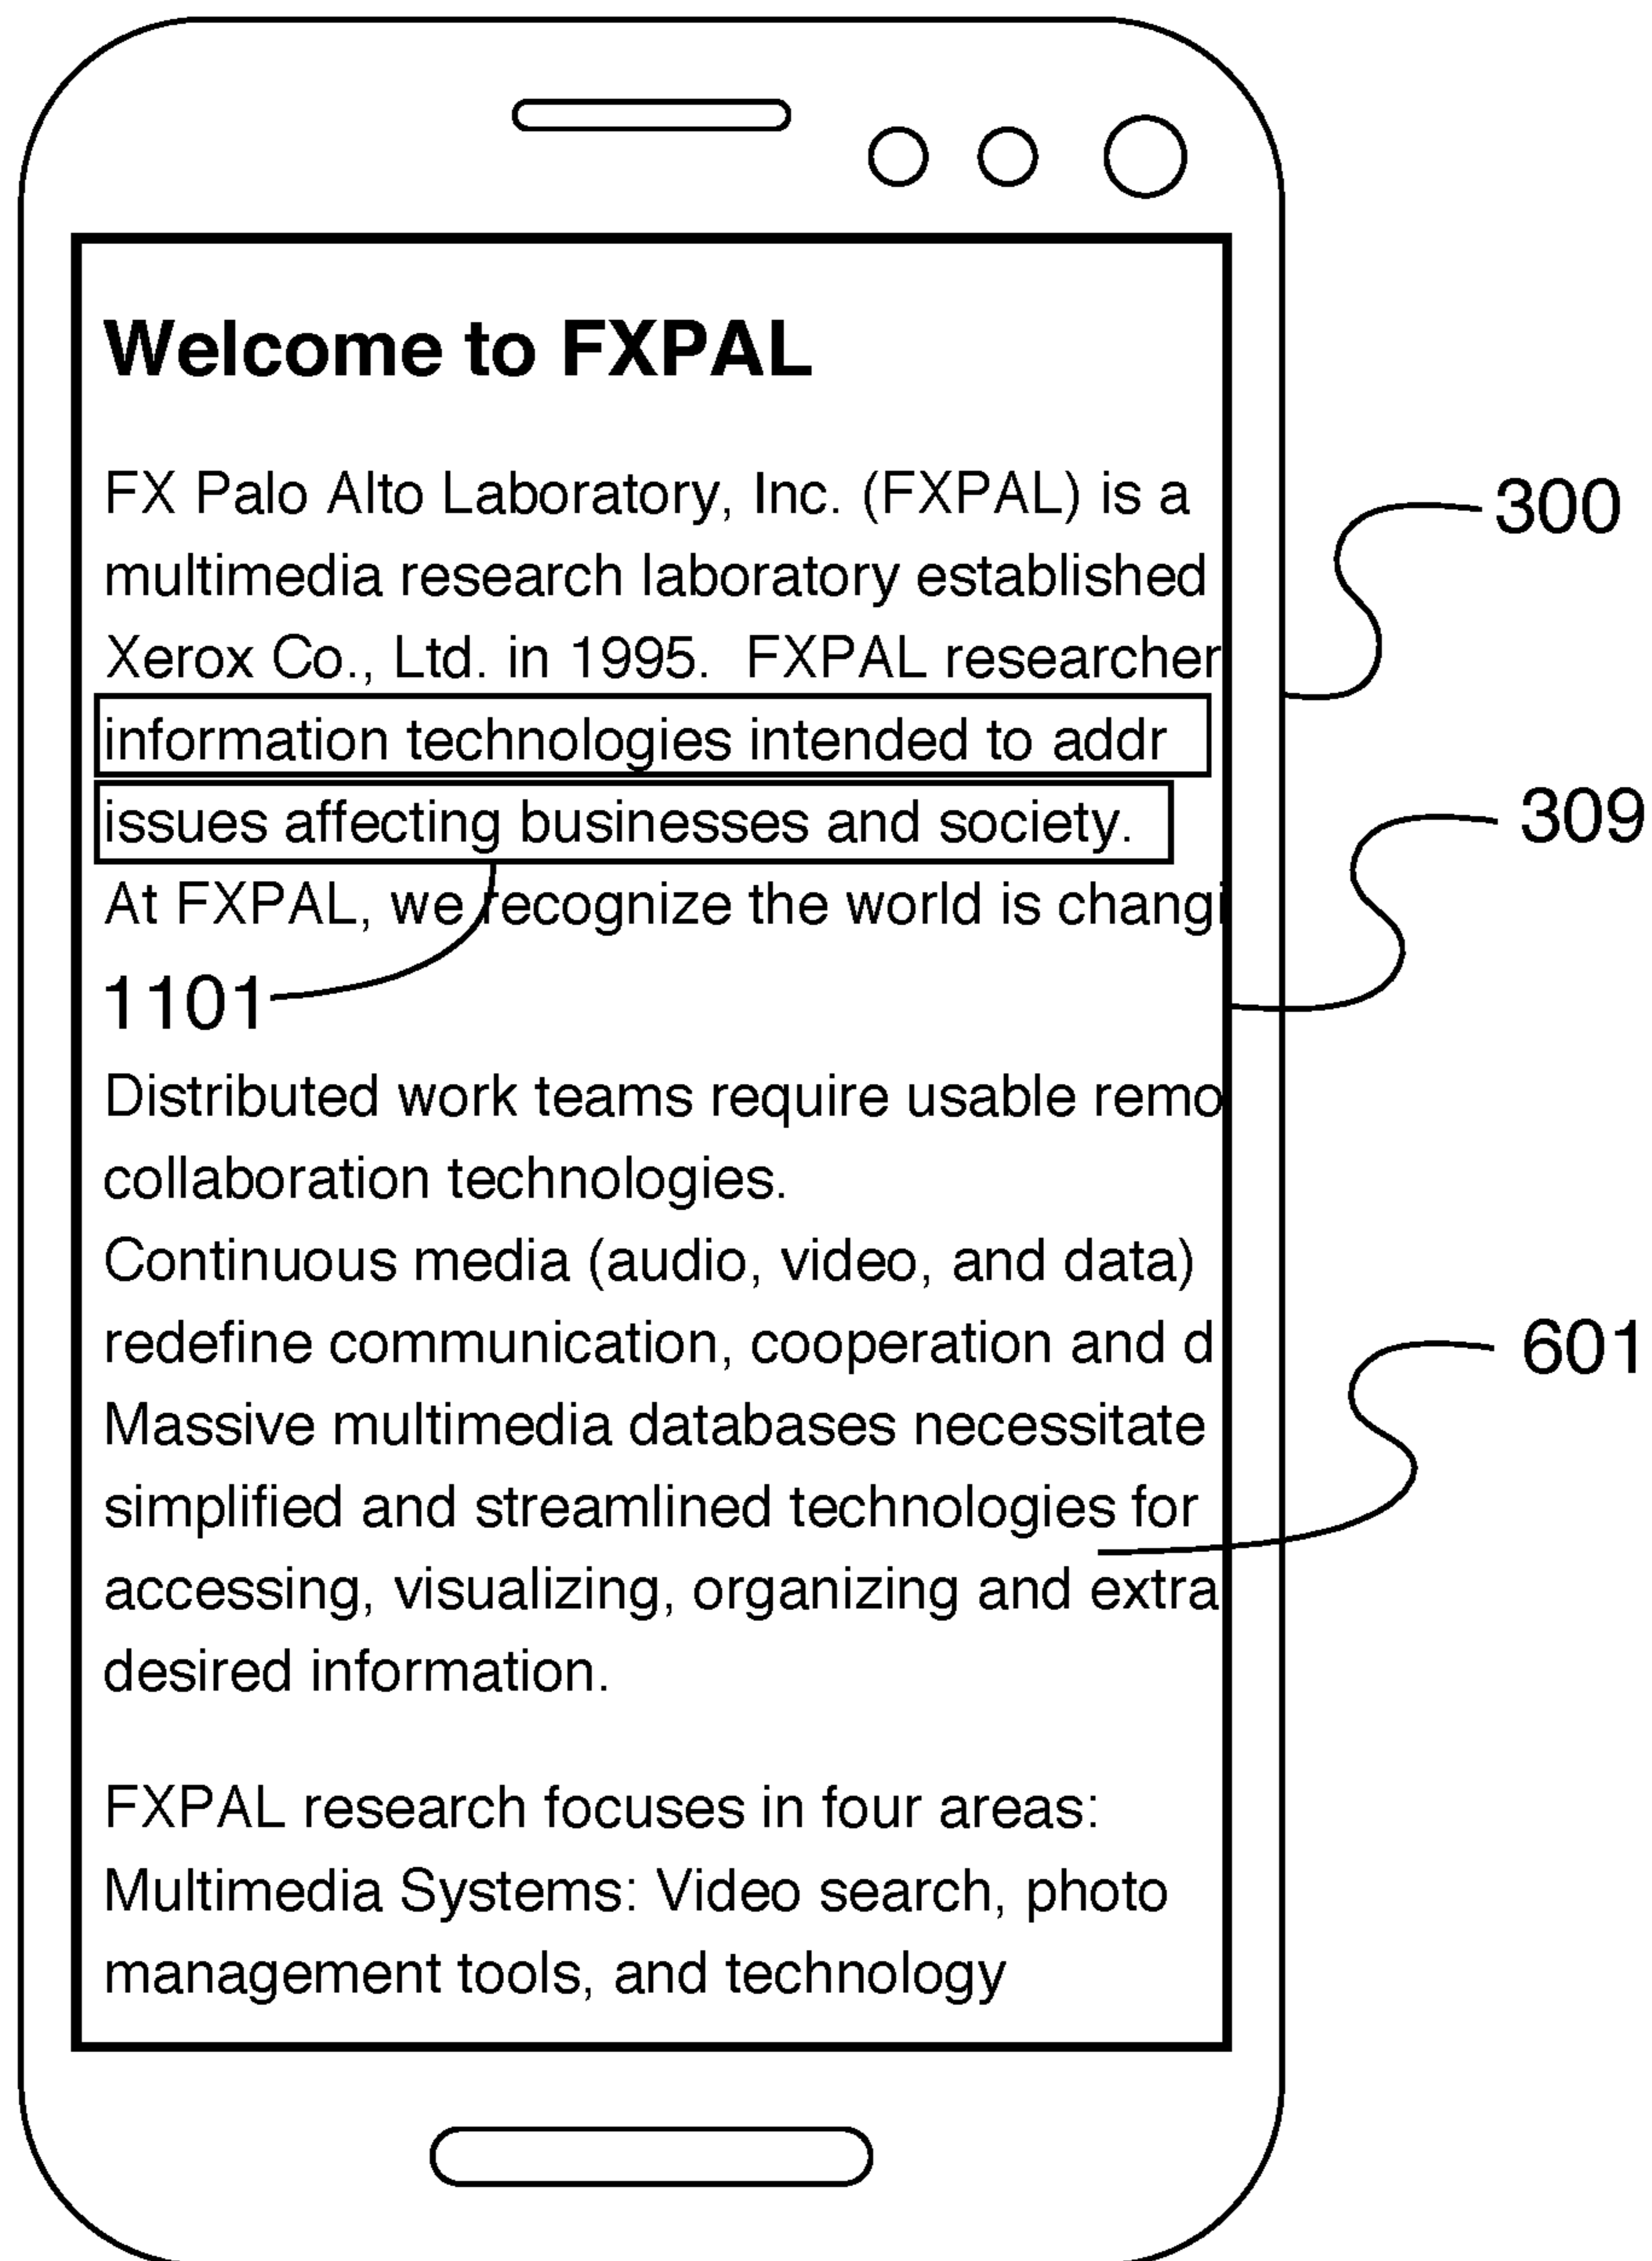 Welcome to FXPAL
FX Palo Alto Laboratory, Inc. (FXPAL) is a
multimedia research laboratory established
Xerox Co., Ltd. in 1995. FXPAL researcher
information technologies intended to addr
issues affecting businesses and society.
At FXPAL, we recognize the world is changi
1101
Distributed work teams require usable remo
collaboration technologies.
Continuous media (audio, video, and data)
redefine communication, cooperation and d
Massive multimedia databases necessitate
simplified and streamlined technologies for
accessing, visualizing, organizing and extra
desired information.
FXPAL research focuses in four areas:
Multimedia Systems: Video search, photo
management tools, and technology
300
309
601